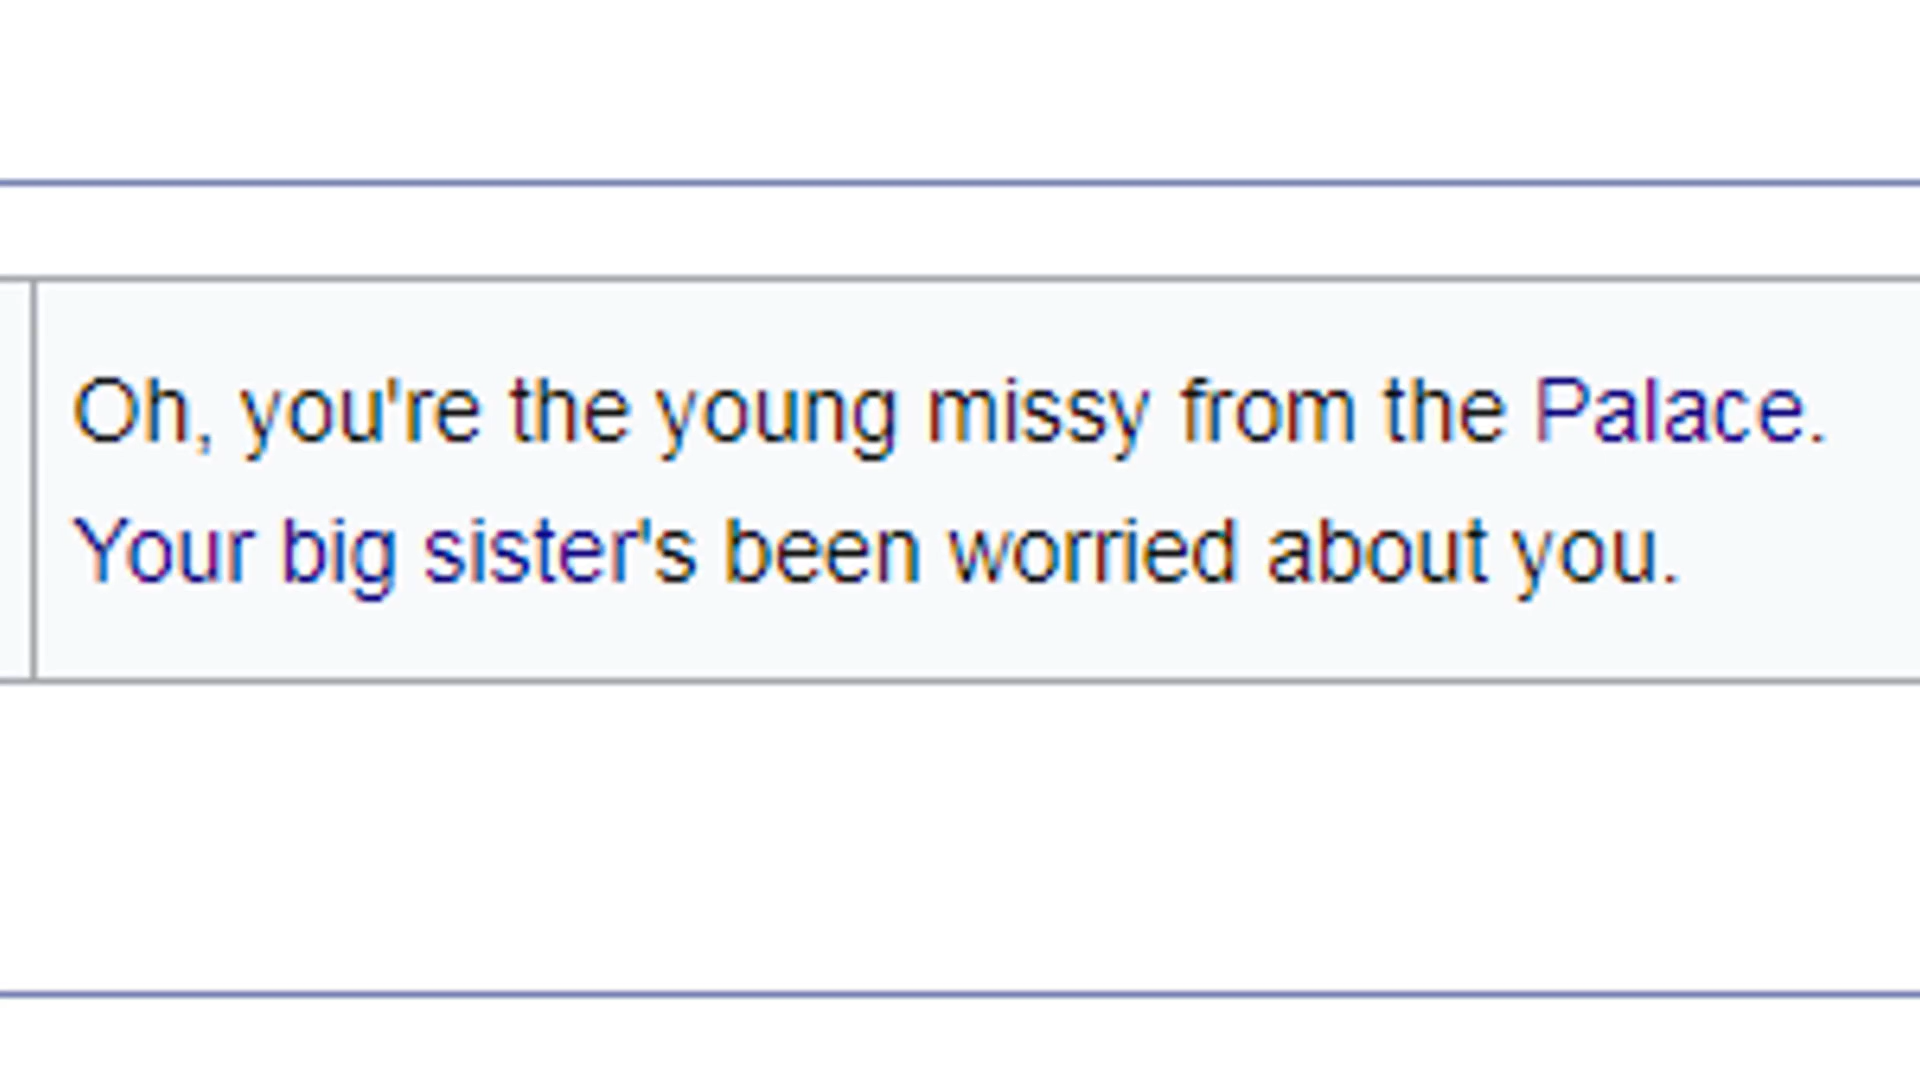 Oh, you're the young missy from the Palace.
Your big sister's been worried about you.